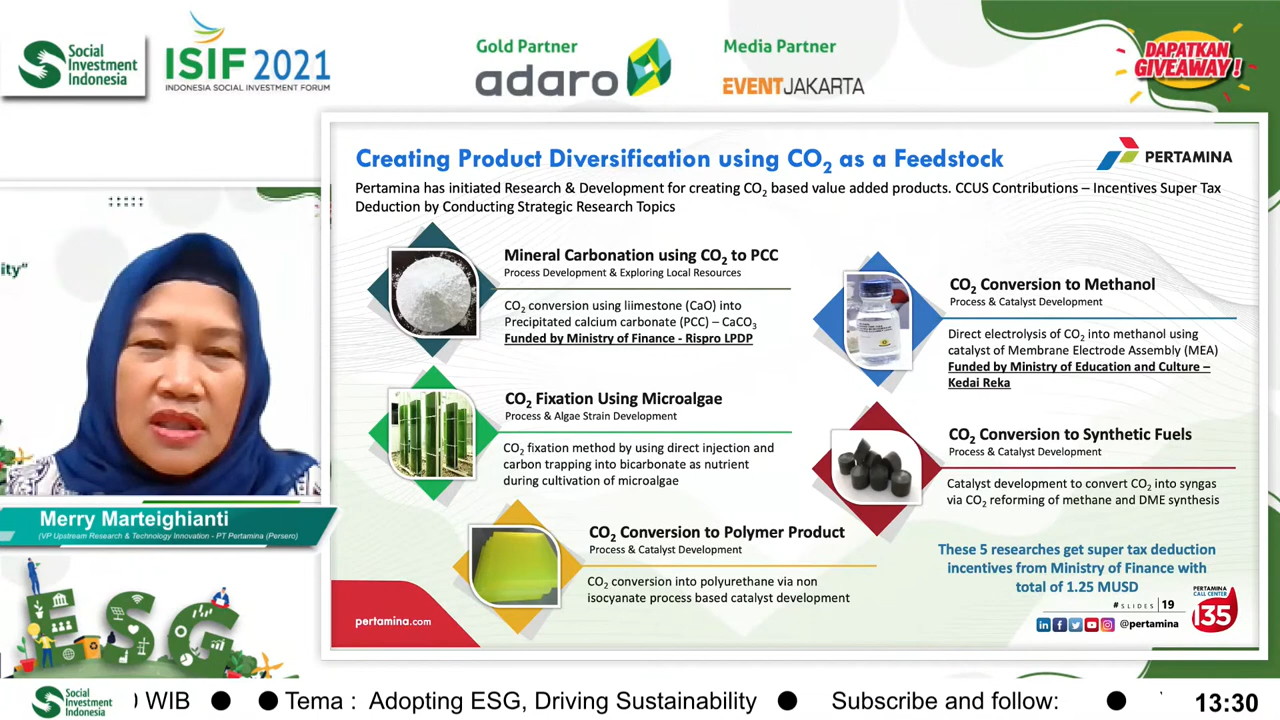 Social
Investment
Indonesia
ISIF 2021
INDONESIA SOCIAL INVESTMENT FORUM
Gold Partner
adaro
Media Partner
EVENTJAKARTA
DAPATKAN
GIVEAWAY !
Creating Product Diversification using CO₂ as a Feedstock
PERTAMINA
Pertamina has initiated Research & Development for creating CO₂ based value added products. CCUS Contributions – Incentives Super Tax
Deduction by Conducting Strategic Research Topics
Mineral Carbonation using CO₂ to PCC
Process Development & Exploring Local Resources
CO₂ conversion using liimestone (CaO) into
Precipitated calcium carbonate (PCC) – CaCO₃
Funded by Ministry of Finance - Rispro LPDP
CO₂ Fixation Using Microalgae
Process & Algae Strain Development
CO₂ fixation method by using direct injection and
carbon trapping into bicarbonate as nutrient
during cultivation of microalgae
CO₂ Conversion to Polymer Product
Process & Catalyst Development
CO₂ conversion into polyurethane via non
isocyanate process based catalyst development
CO₂ Conversion to Methanol
Process & Catalyst Development
Direct electrolysis of CO₂ into methanol using
catalyst of Membrane Electrode Assembly (MEA)
Funded by Ministry of Education and Culture –
Kedai Reka
CO₂ Conversion to Synthetic Fuels
Process & Catalyst Development
Catalyst development to convert CO₂ into syngas
via CO₂ reforming of methane and DME synthesis
These 5 researches get super tax deduction
incentives from Ministry of Finance with
total of 1.25 MUSD
PERTAMINA
CALL CENTER
135
# SLIDES | 19
@pertamina
pertamina.com
ity"
Merry Marteighianti
(VP Upstream Research & Technology Innovation - PT Pertamina (Persero)
ESG
Social
Investment
Indonesia
WIB ● ● Tema : Adopting ESG, Driving Sustainability ● Subscribe and follow: ●
13:30